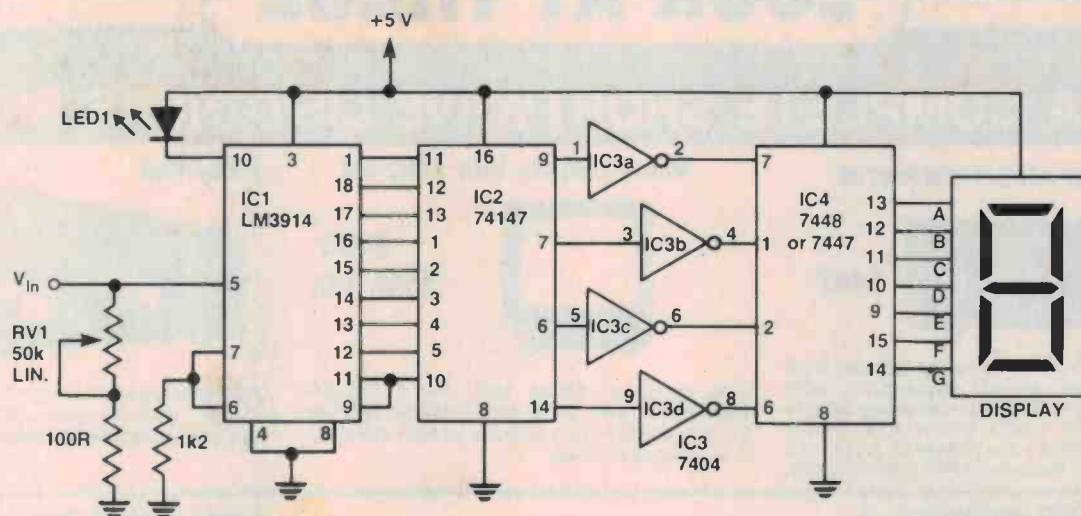 +5 V
LED1
10
3
1
18
17
16
15
14
13
12
11
9
IC1
LM3914
V_In
5
7
6
4
8
RV1
50k
LIN.
100R
1k2
11
12
13
1
2
3
4
5
10
16
IC2
74147
9
7
6
14
8
1
IC3a
2
3
IC3b
4
5
IC3c
6
9
IC3d
8
IC3
7404
7
1
2
6
IC4
7448
or 7447
8
13
12
11
10
9
15
14
A
B
C
D
E
F
G
DISPLAY